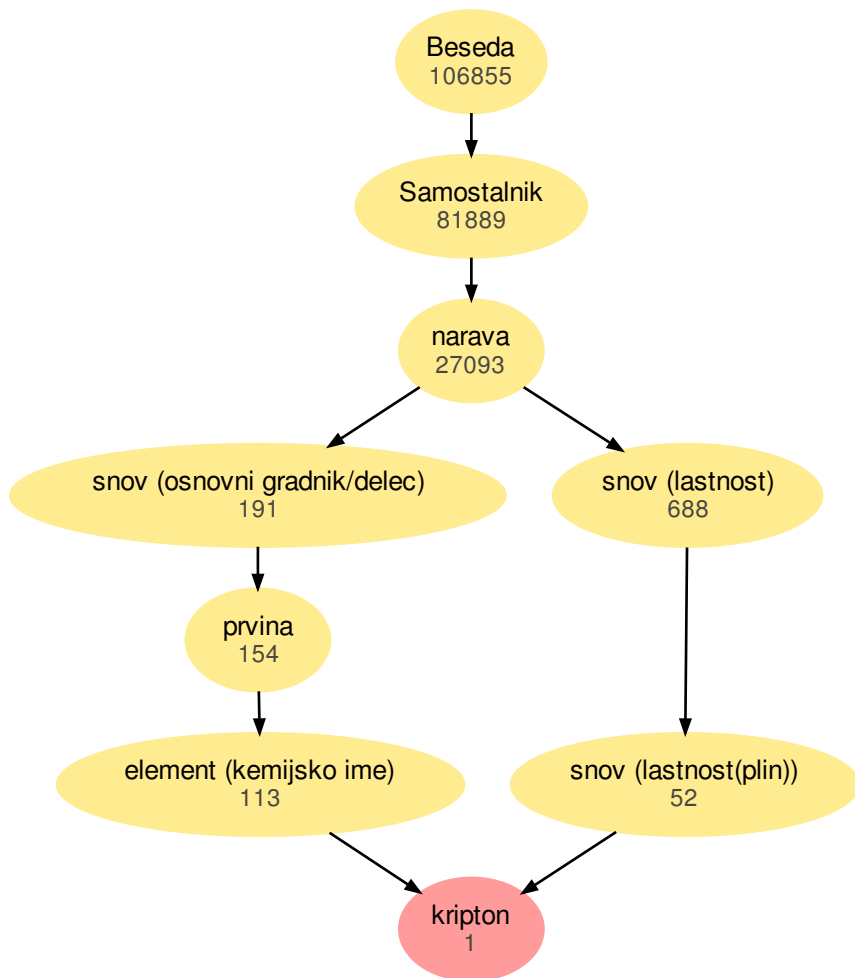 Beseda
106855
Samostalnik
81889
narava
27093
snov (osnovni gradnik/delec)
191
snov (lastnost)
688
prvina
154
element (kemijsko ime)
113
snov (lastnost(plin))
52
kripton
1